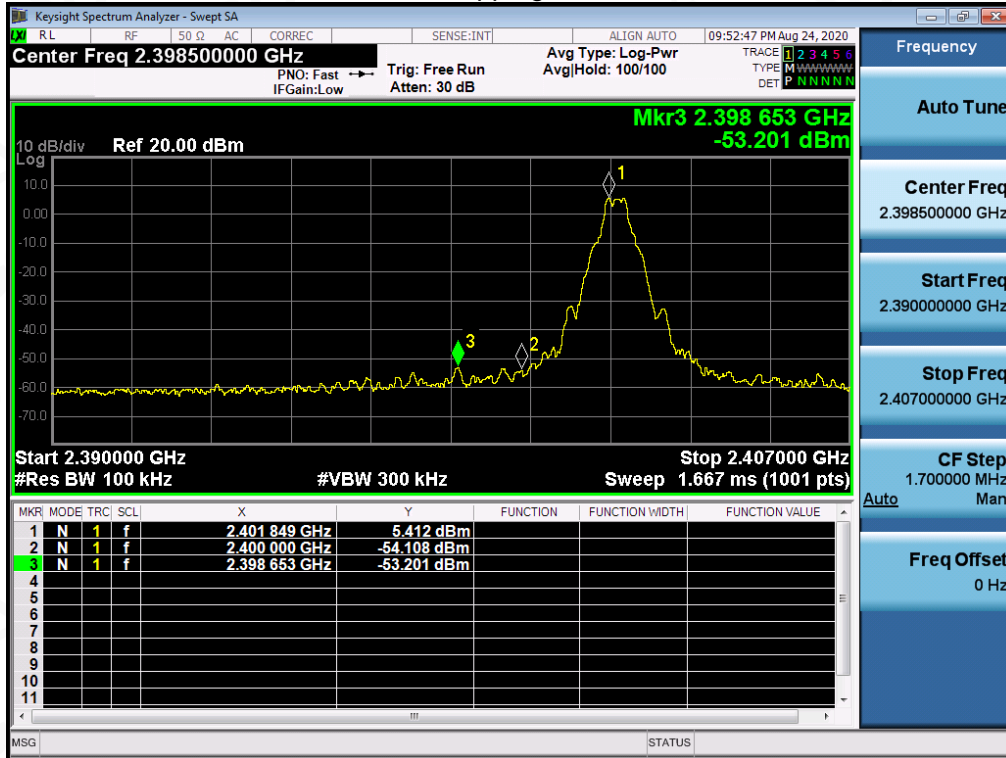 Keysight Spectrum Analyzer - Swept SA
LXI RL RF 50 Ω AC CORREC SENSE:INT ALIGN AUTO 09:52:47 PM Aug 24, 2020
Center Freq 2.398500000 GHz
PNO: Fast
IFGain:Low
Trig: Free Run
Atten: 30 dB
Avg Type: Log-Pwr
Avg|Hold: 100/100
TRACE 1 2 3 4 5 6
TYPE M WWWWW
DET P N N N N N
Mkr3 2.398 653 GHz
-53.201 dBm
10 dB/div Ref 20.00 dBm
Log
10.0
0.00
-10.0
-20.0
-30.0
-40.0
-50.0
-60.0
-70.0
1
2
3
Start 2.390000 GHz Stop 2.407000 GHz
#Res BW 100 kHz #VBW 300 kHz Sweep 1.667 ms (1001 pts)
MKR MODE TRC SCL X Y FUNCTION FUNCTION WIDTH FUNCTION VALUE
1 N 1 f 2.401 849 GHz 5.412 dBm
2 N 1 f 2.400 000 GHz -54.108 dBm
3 N 1 f 2.398 653 GHz -53.201 dBm
4
5
6
7
8
9
10
11
MSG STATUS
Frequency
Auto Tune
Center Freq
2.398500000 GHz
Start Freq
2.390000000 GHz
Stop Freq
2.407000000 GHz
CF Step
1.700000 MHz
Auto Man
Freq Offset
0 Hz